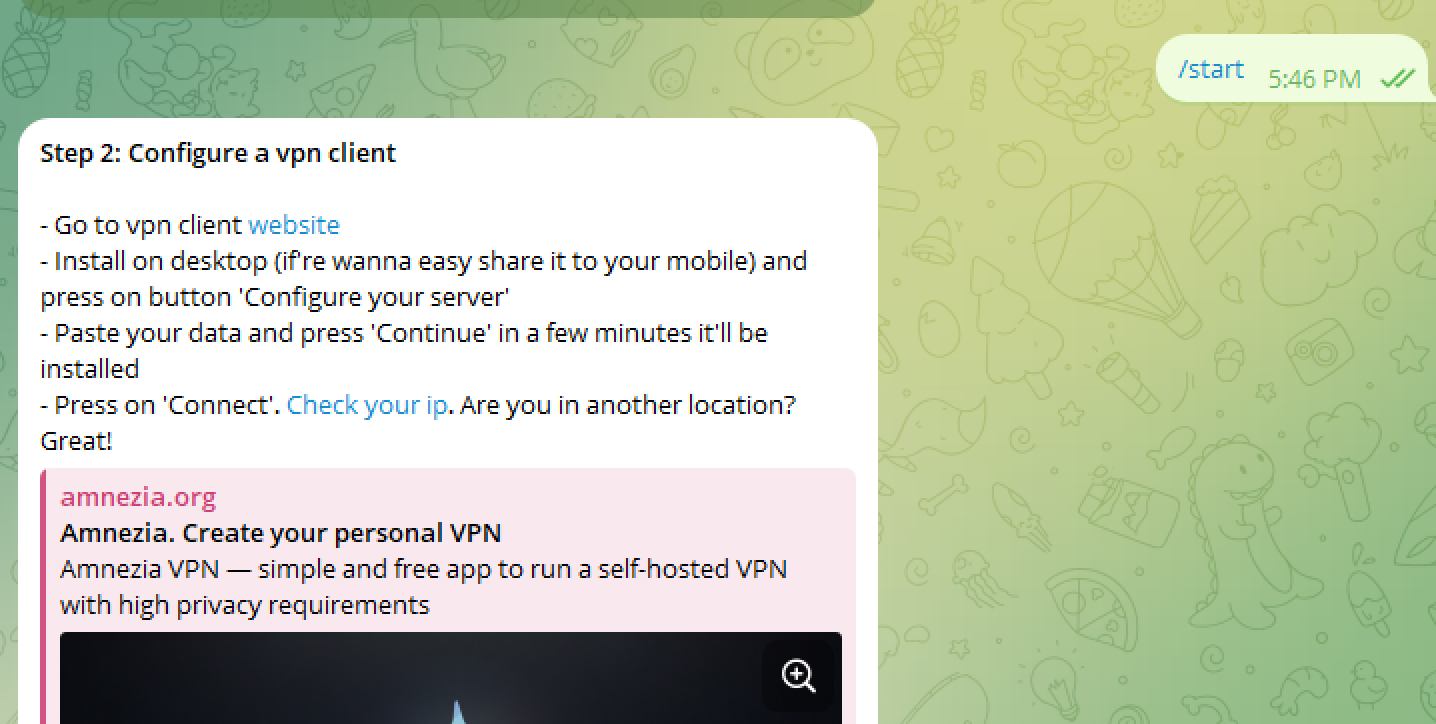 /start 5:46 PM
Step 2: Configure a vpn client
- Go to vpn client website
- Install on desktop (if're wanna easy share it to your mobile) and
press on button 'Configure your server'
- Paste your data and press 'Continue' in a few minutes it'll be
installed
- Press on 'Connect'. Check your ip. Are you in another location?
Great!
amnezia.org
Amnezia. Create your personal VPN
Amnezia VPN — simple and free app to run a self-hosted VPN
with high privacy requirements